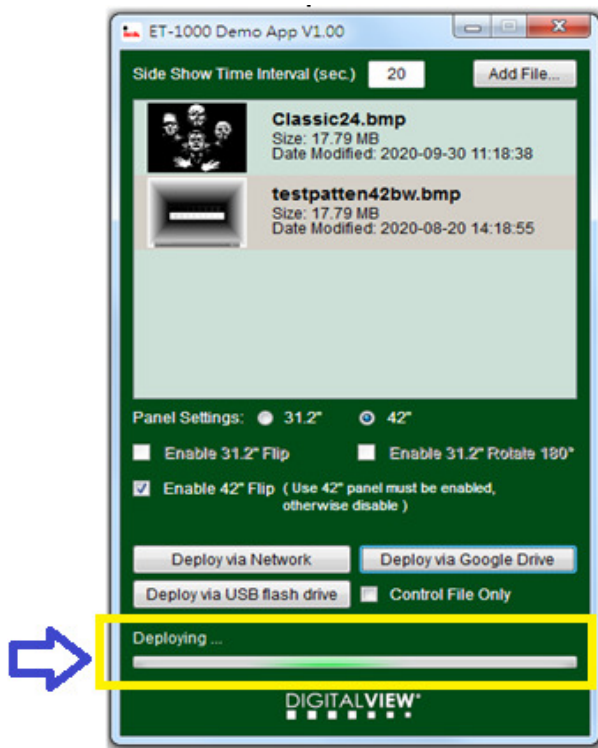 ET-1000 Demo App V1.00
Side Show Time Interval (sec.) 20 Add File...
Classic24.bmp
Size: 17.79 MB
Date Modified: 2020-09-30 11:18:38
testpatten42bw.bmp
Size: 17.79 MB
Date Modified: 2020-08-20 14:18:55
Panel Settings: 31.2" 42"
Enable 31.2" Flip Enable 31.2" Rotate 180°
Enable 42" Flip ( Use 42" panel must be enabled,
otherwise disable )
Deploy via Network Deploy via Google Drive
Deploy via USB flash drive Control File Only
Deploying ...
DIGITALVIEW